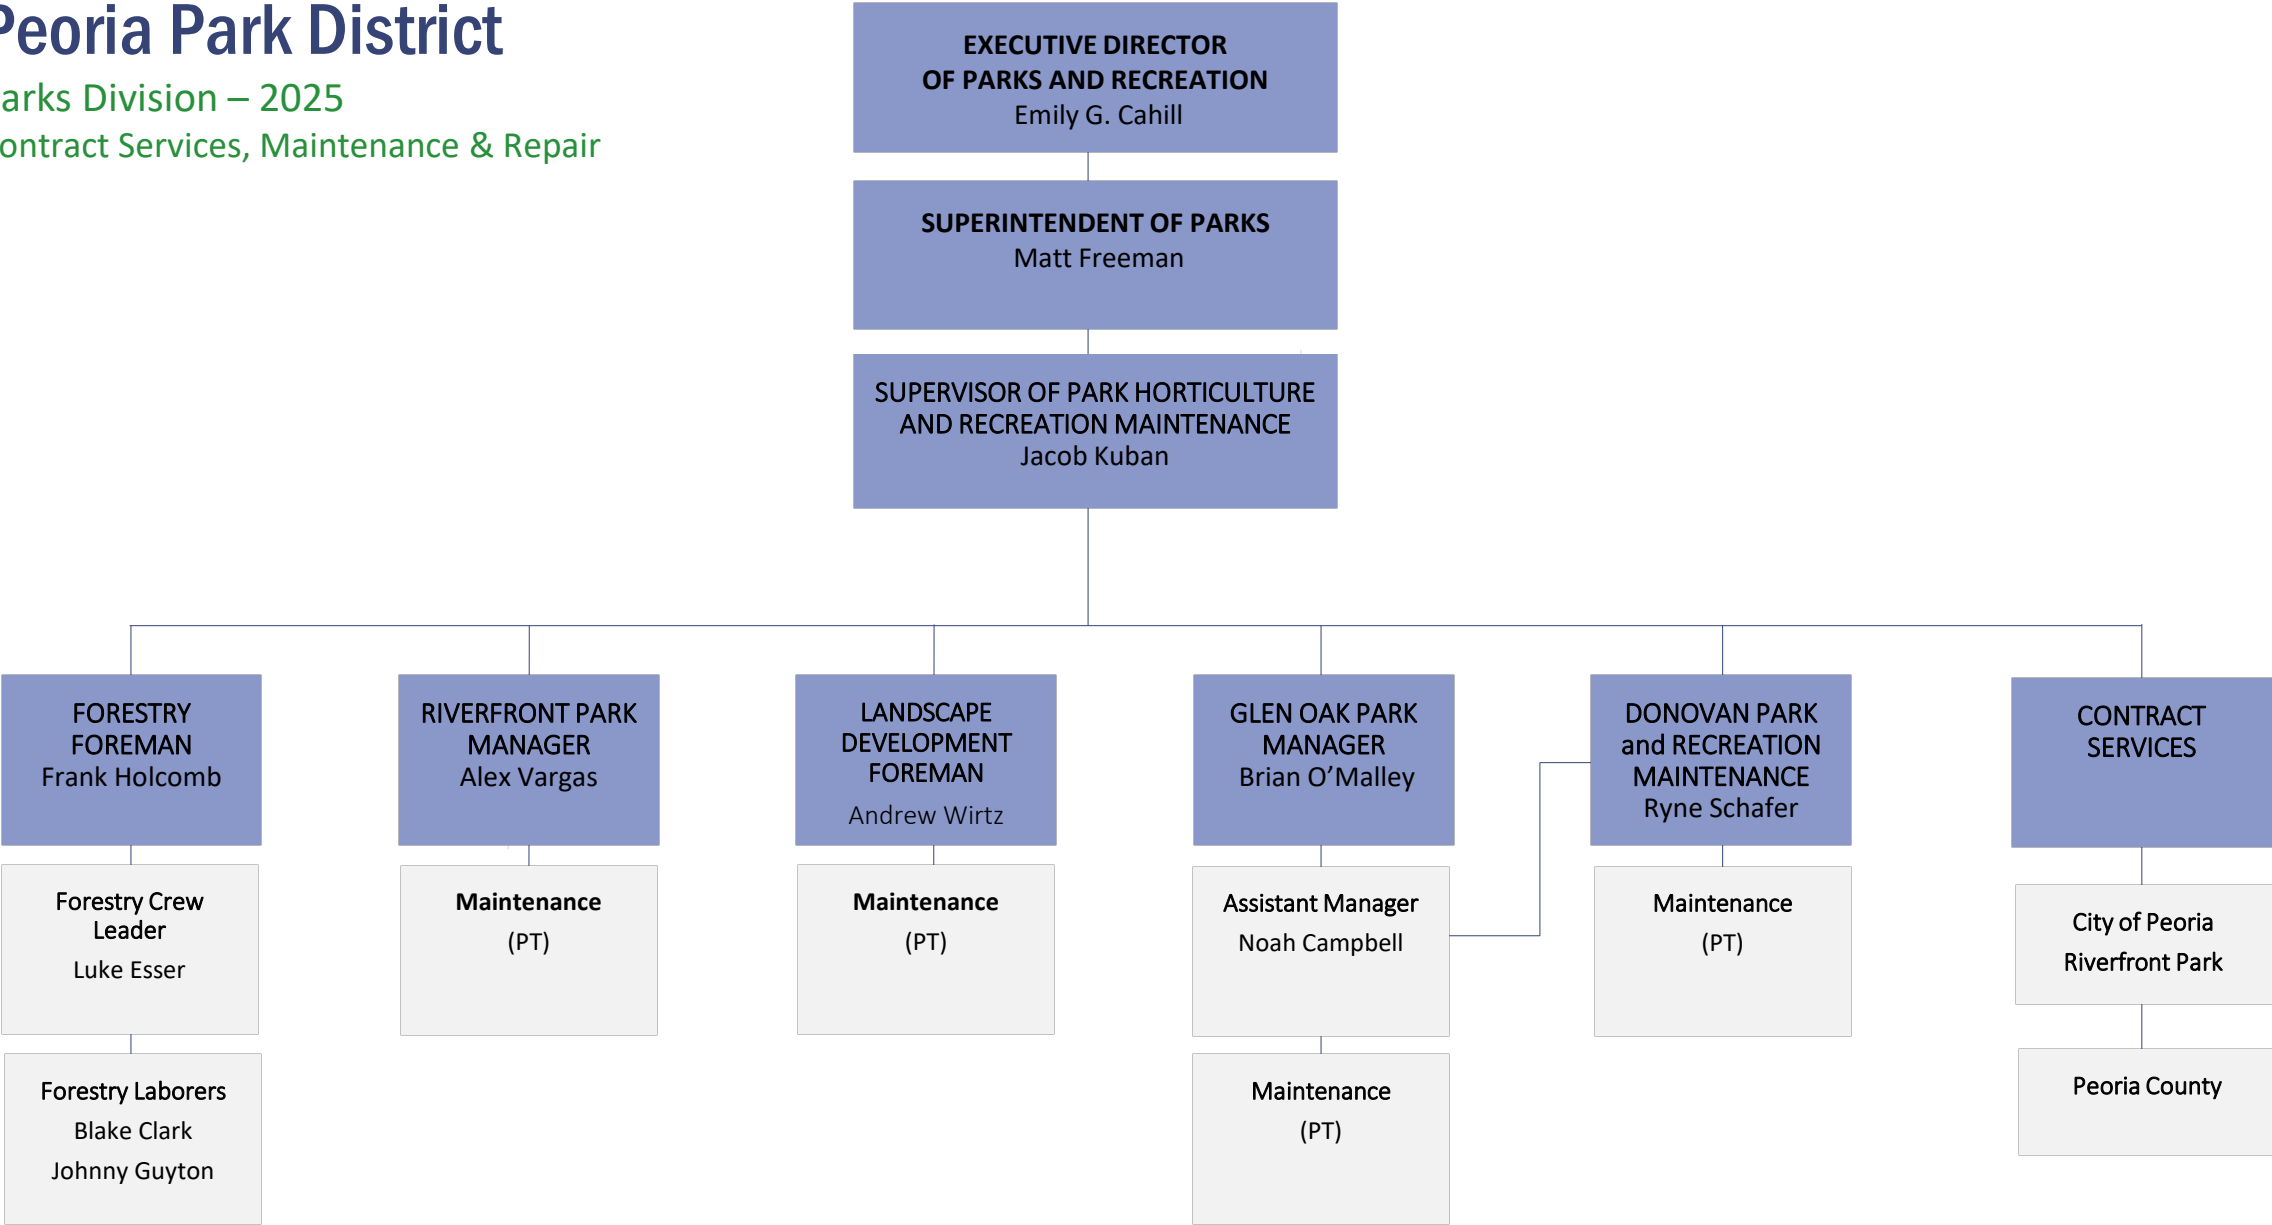 Peoria Park District
arks Division – 2025
ontract Services, Maintenance & Repair
EXECUTIVE DIRECTOR
OF PARKS AND RECREATION
Emily G. Cahill
SUPERINTENDENT OF PARKS
Matt Freeman
SUPERVISOR OF PARK HORTICULTURE
AND RECREATION MAINTENANCE
Jacob Kuban
FORESTRY
FOREMAN
Frank Holcomb
RIVERFRONT PARK
MANAGER
Alex Vargas
LANDSCAPE
DEVELOPMENT
FOREMAN
Andrew Wirtz
GLEN OAK PARK
MANAGER
Brian O’Malley
DONOVAN PARK
and RECREATION
MAINTENANCE
Ryne Schafer
CONTRACT
SERVICES
Forestry Crew
Leader
Luke Esser
Maintenance
(PT)
Maintenance
(PT)
Assistant Manager
Noah Campbell
Maintenance
(PT)
City of Peoria
Riverfront Park
Forestry Laborers
Blake Clark
Johnny Guyton
Maintenance
(PT)
Peoria County